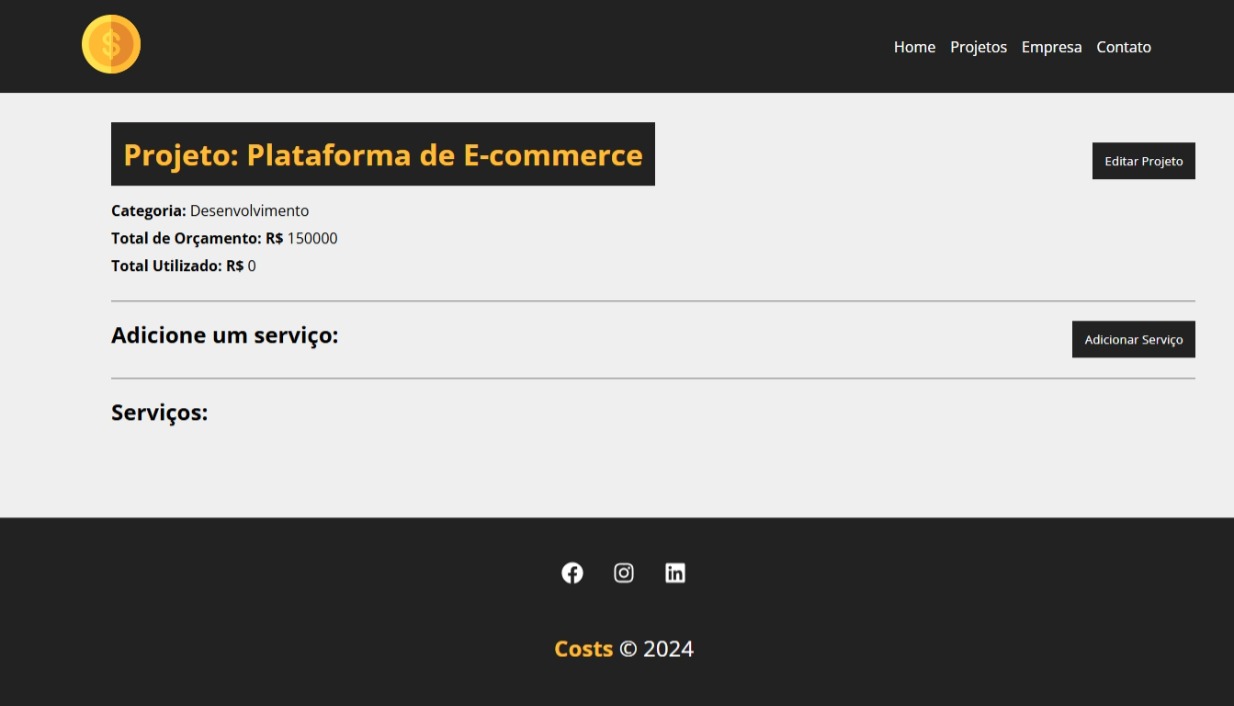 Home Projetos Empresa Contato
Projeto: Plataforma de E-commerce
Editar Projeto
Categoria: Desenvolvimento
Total de Orçamento: R$ 150000
Total Utilizado: R$ 0
Adicione um serviço:
Adicionar Serviço
Serviços:
Costs © 2024